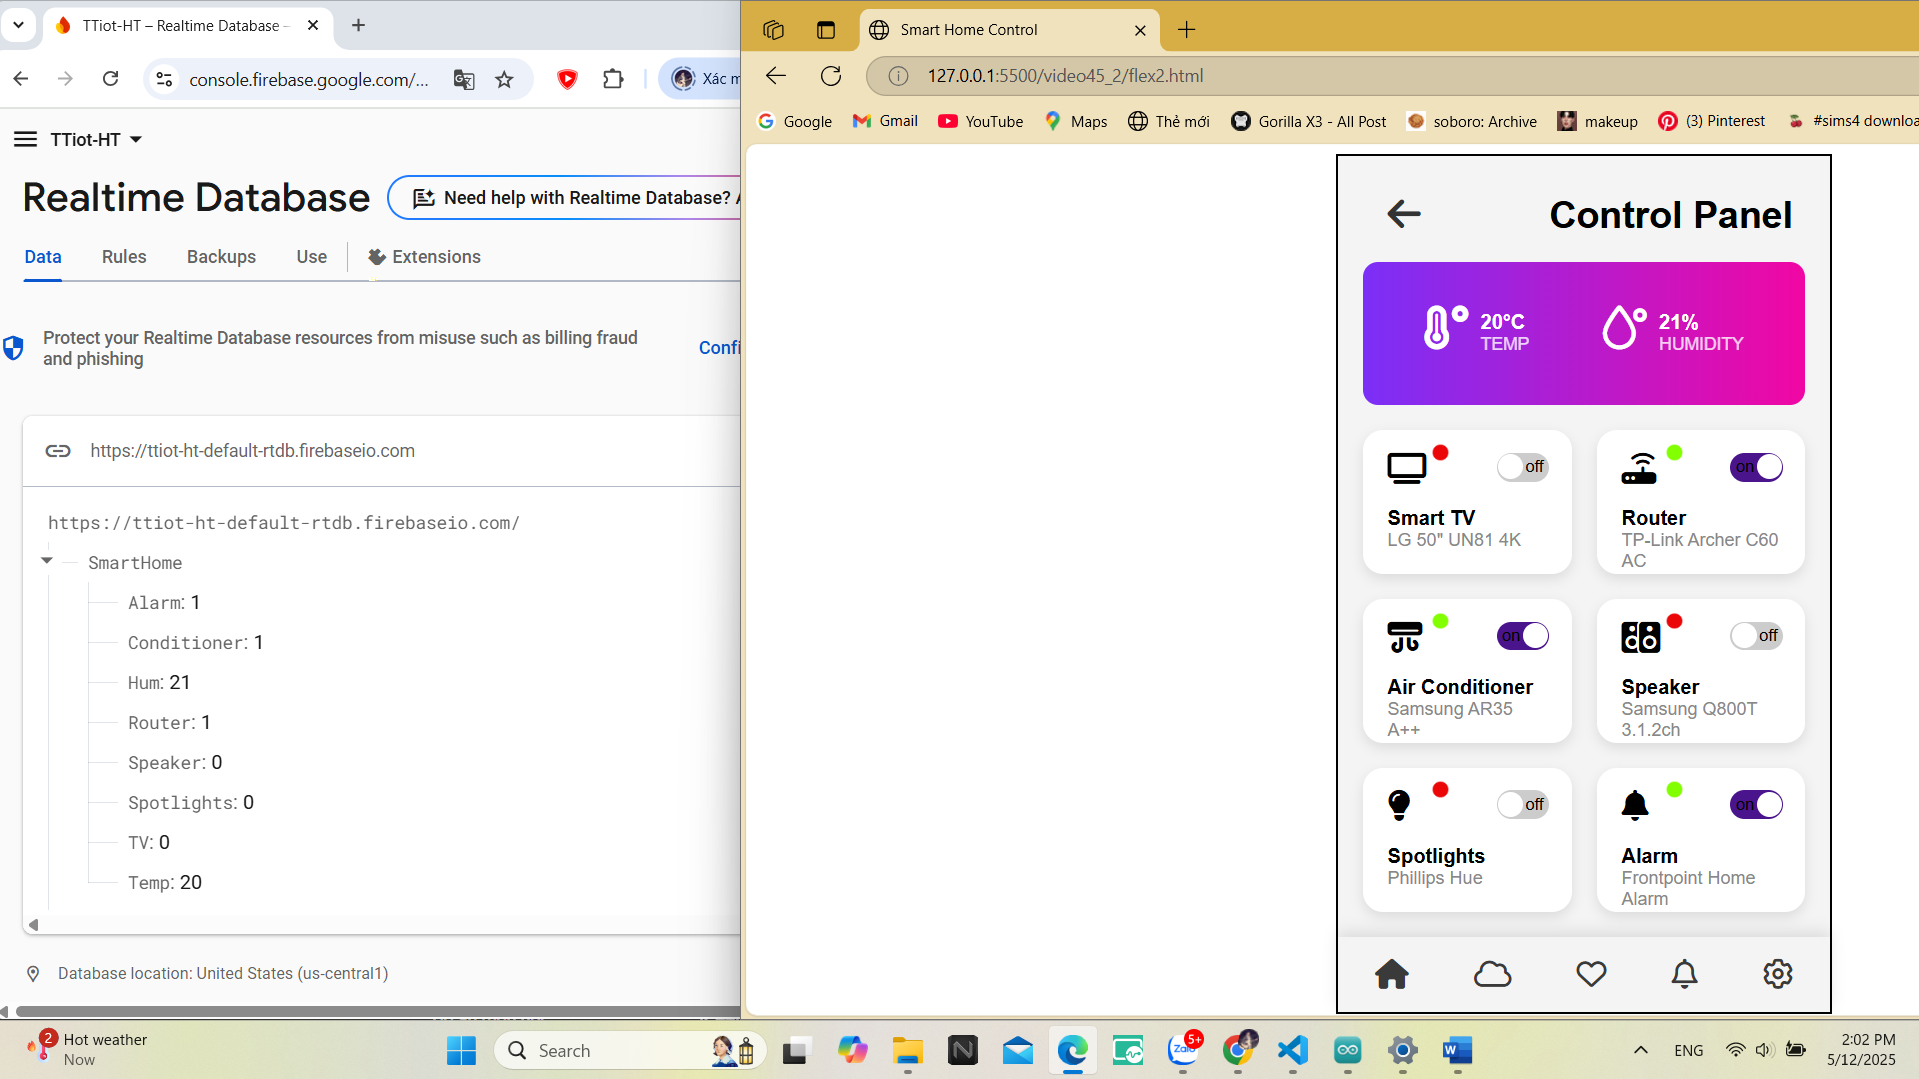 TTiot-HT – Realtime Database –
console.firebase.google.com/...
Xác m
TTiot-HT
Realtime Database
Need help with Realtime Database? A
Data
Rules
Backups
Use
Extensions
Protect your Realtime Database resources from misuse such as billing fraud
and phishing
Confi
https://ttiot-ht-default-rtdb.firebaseio.com
https://ttiot-ht-default-rtdb.firebaseio.com/
SmartHome
Alarm: 1
Conditioner: 1
Hum: 21
Router: 1
Speaker: 0
Spotlights: 0
TV: 0
Temp: 20
Database location: United States (us-central1)
Smart Home Control
127.0.0.1:5500/video45_2/flex2.html
Google
Gmail
YouTube
Maps
Thẻ mới
Gorilla X3 - All Post
soboro: Archive
makeup
(3) Pinterest
#sims4 downloa
Control Panel
20°C
TEMP
21%
HUMIDITY
off
Smart TV
LG 50" UN81 4K
on
Router
TP-Link Archer C60
AC
on
Air Conditioner
Samsung AR35
A++
off
Speaker
Samsung Q800T
3.1.2ch
off
Spotlights
Phillips Hue
on
Alarm
Frontpoint Home
Alarm
2
Hot weather
Now
Search
Zalo
5+
ENG
2:02 PM
5/12/2025